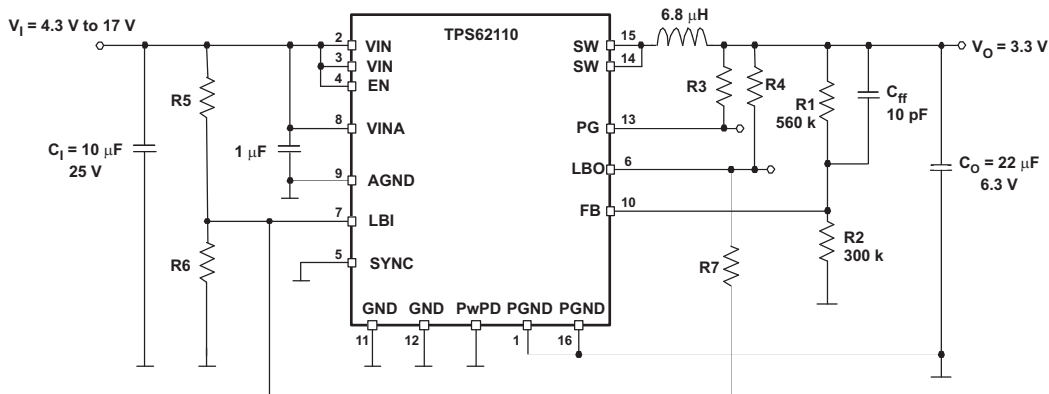 V_I = 4.3 V to 17 V
TPS62110
6.8 μH
V_O = 3.3 V
2 VIN
3 VIN
4 EN
8 VINA
9 AGND
7 LBI
5 SYNC
SW 15
SW 14
PG 13
LBO 6
FB 10
R5
R6
C_I = 10 μF
25 V
1 μF
R3
R4
R1
560 k
C_ff
10 pF
C_O = 22 μF
6.3 V
R2
300 k
R7
GND GND PwPD PGND PGND
11 12 1 16